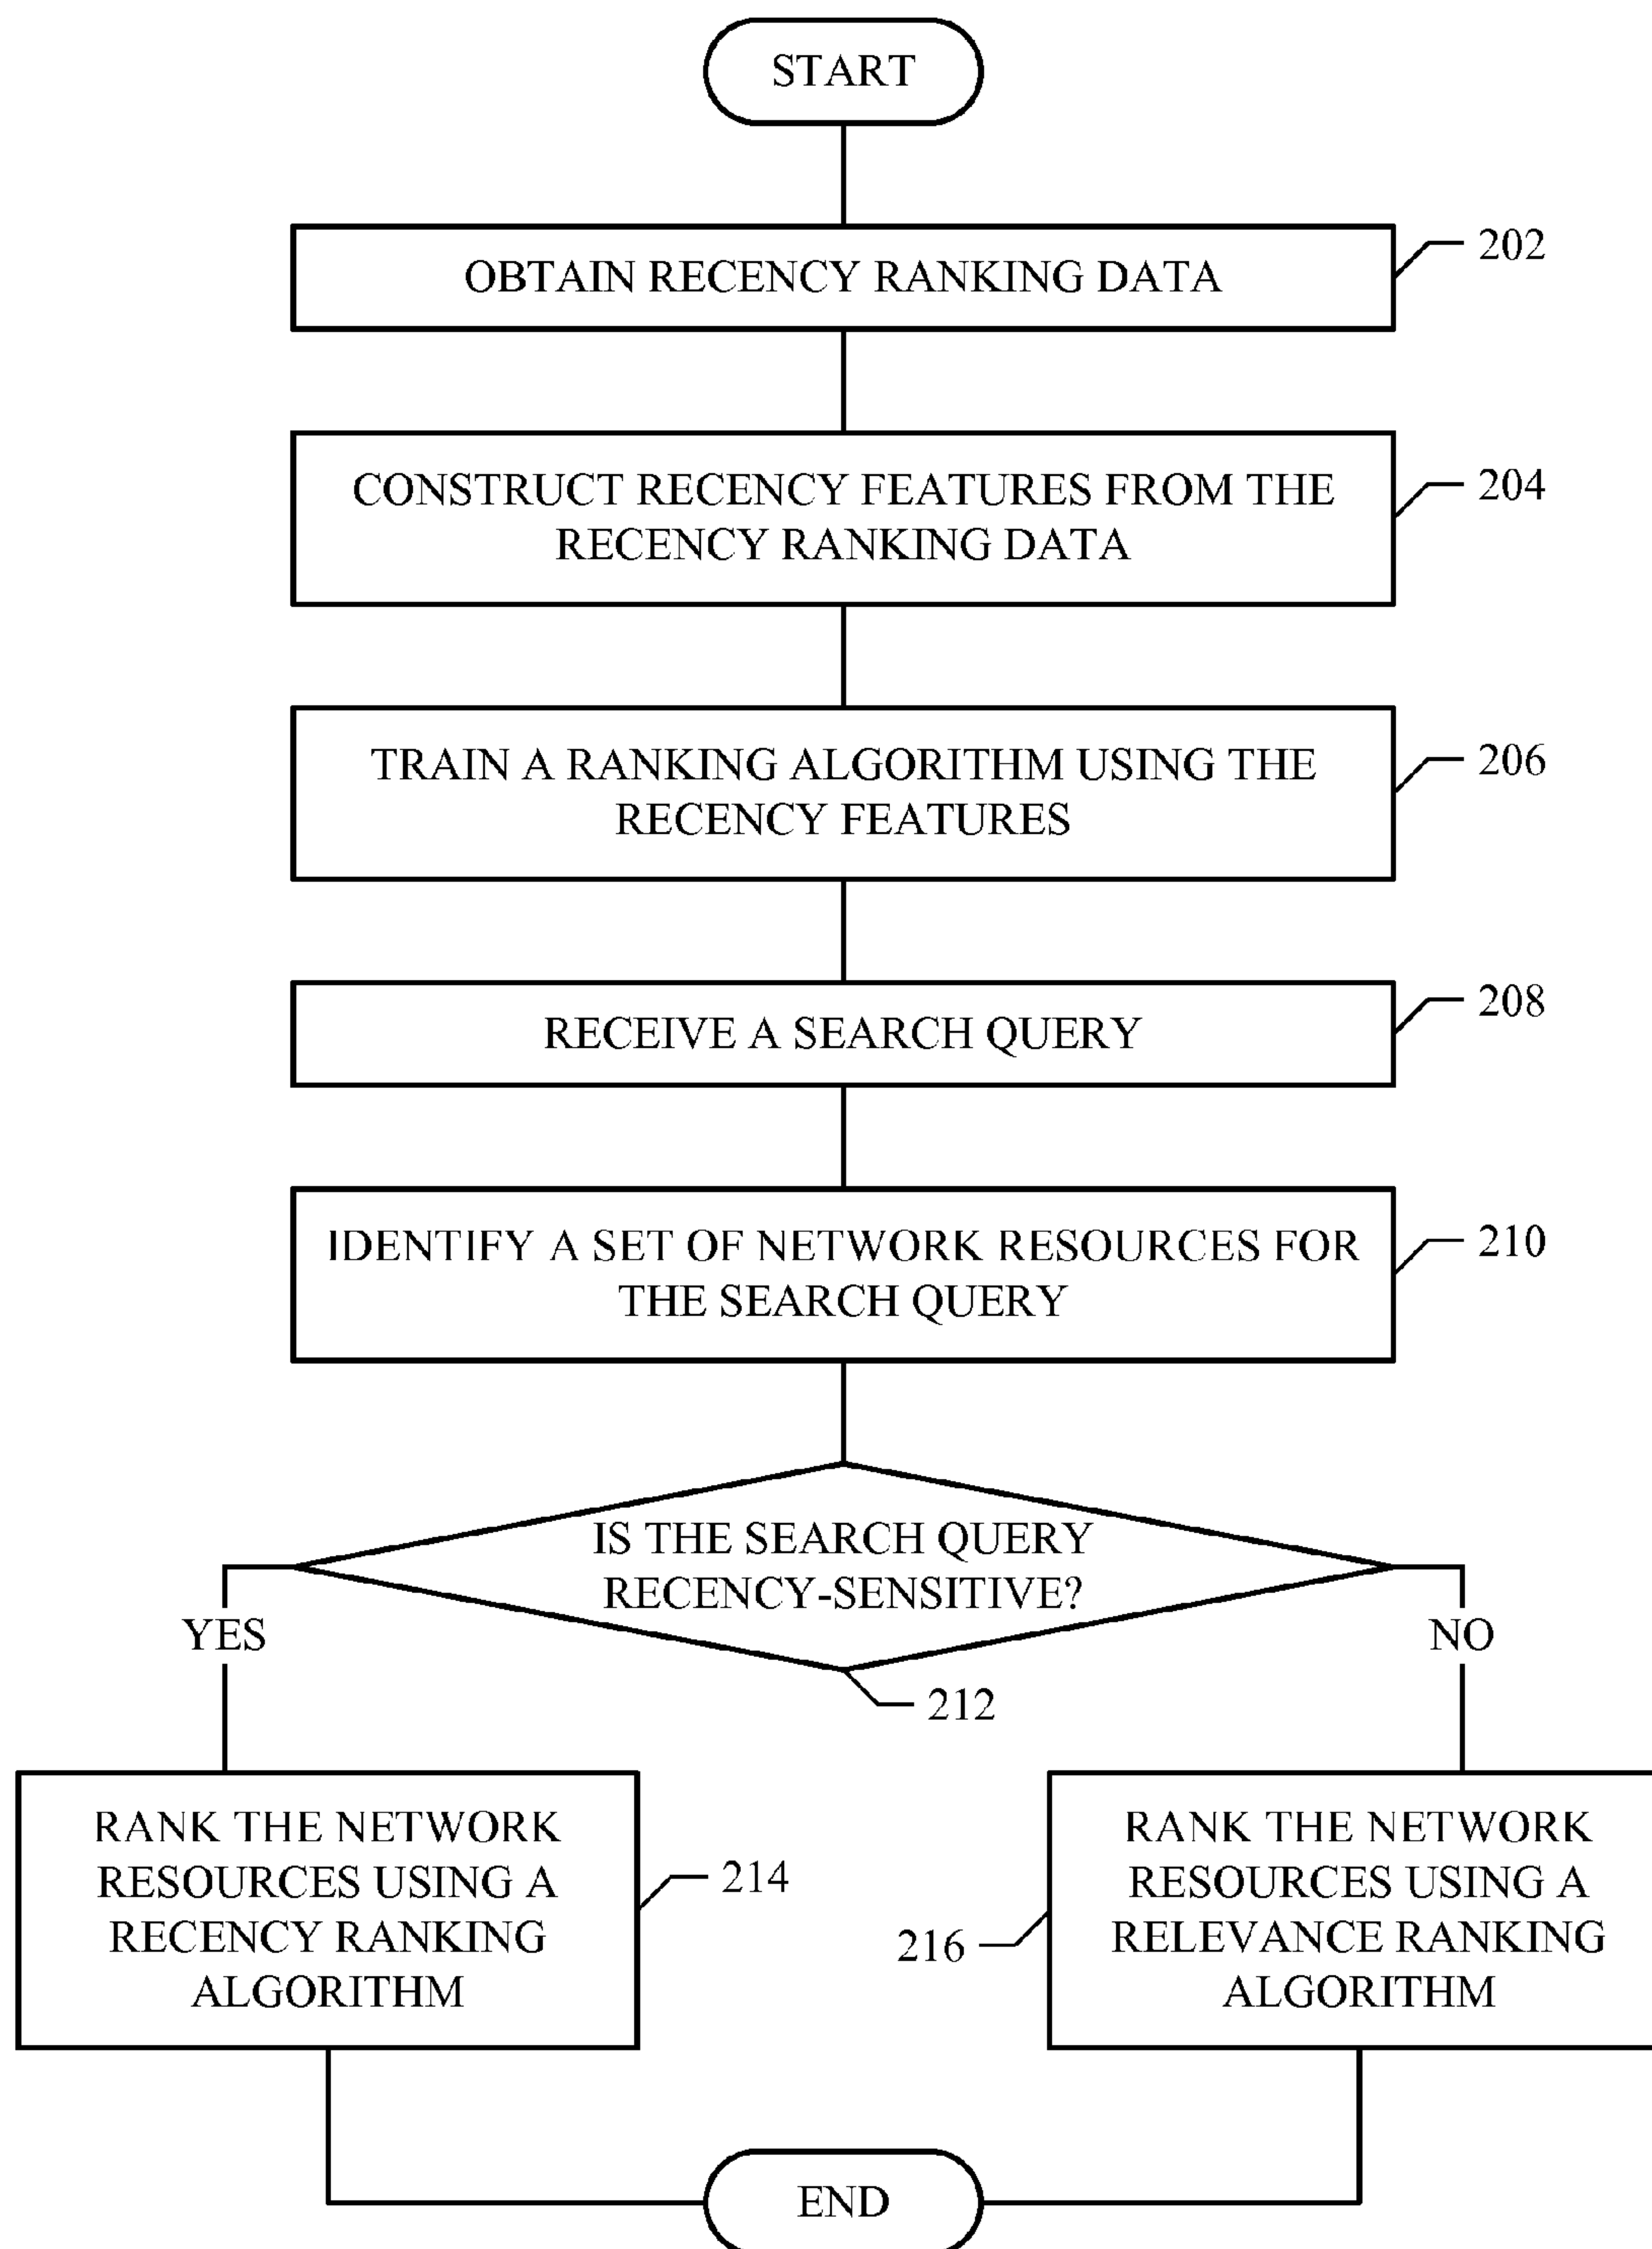 START
OBTAIN RECENCY RANKING DATA
202
CONSTRUCT RECENCY FEATURES FROM THE
RECENCY RANKING DATA
204
TRAIN A RANKING ALGORITHM USING THE
RECENCY FEATURES
206
RECEIVE A SEARCH QUERY
208
IDENTIFY A SET OF NETWORK RESOURCES FOR
THE SEARCH QUERY
210
IS THE SEARCH QUERY
RECENCY-SENSITIVE?
YES
NO
212
RANK THE NETWORK
RESOURCES USING A
RECENCY RANKING
ALGORITHM
214
216
RANK THE NETWORK
RESOURCES USING A
RELEVANCE RANKING
ALGORITHM
END